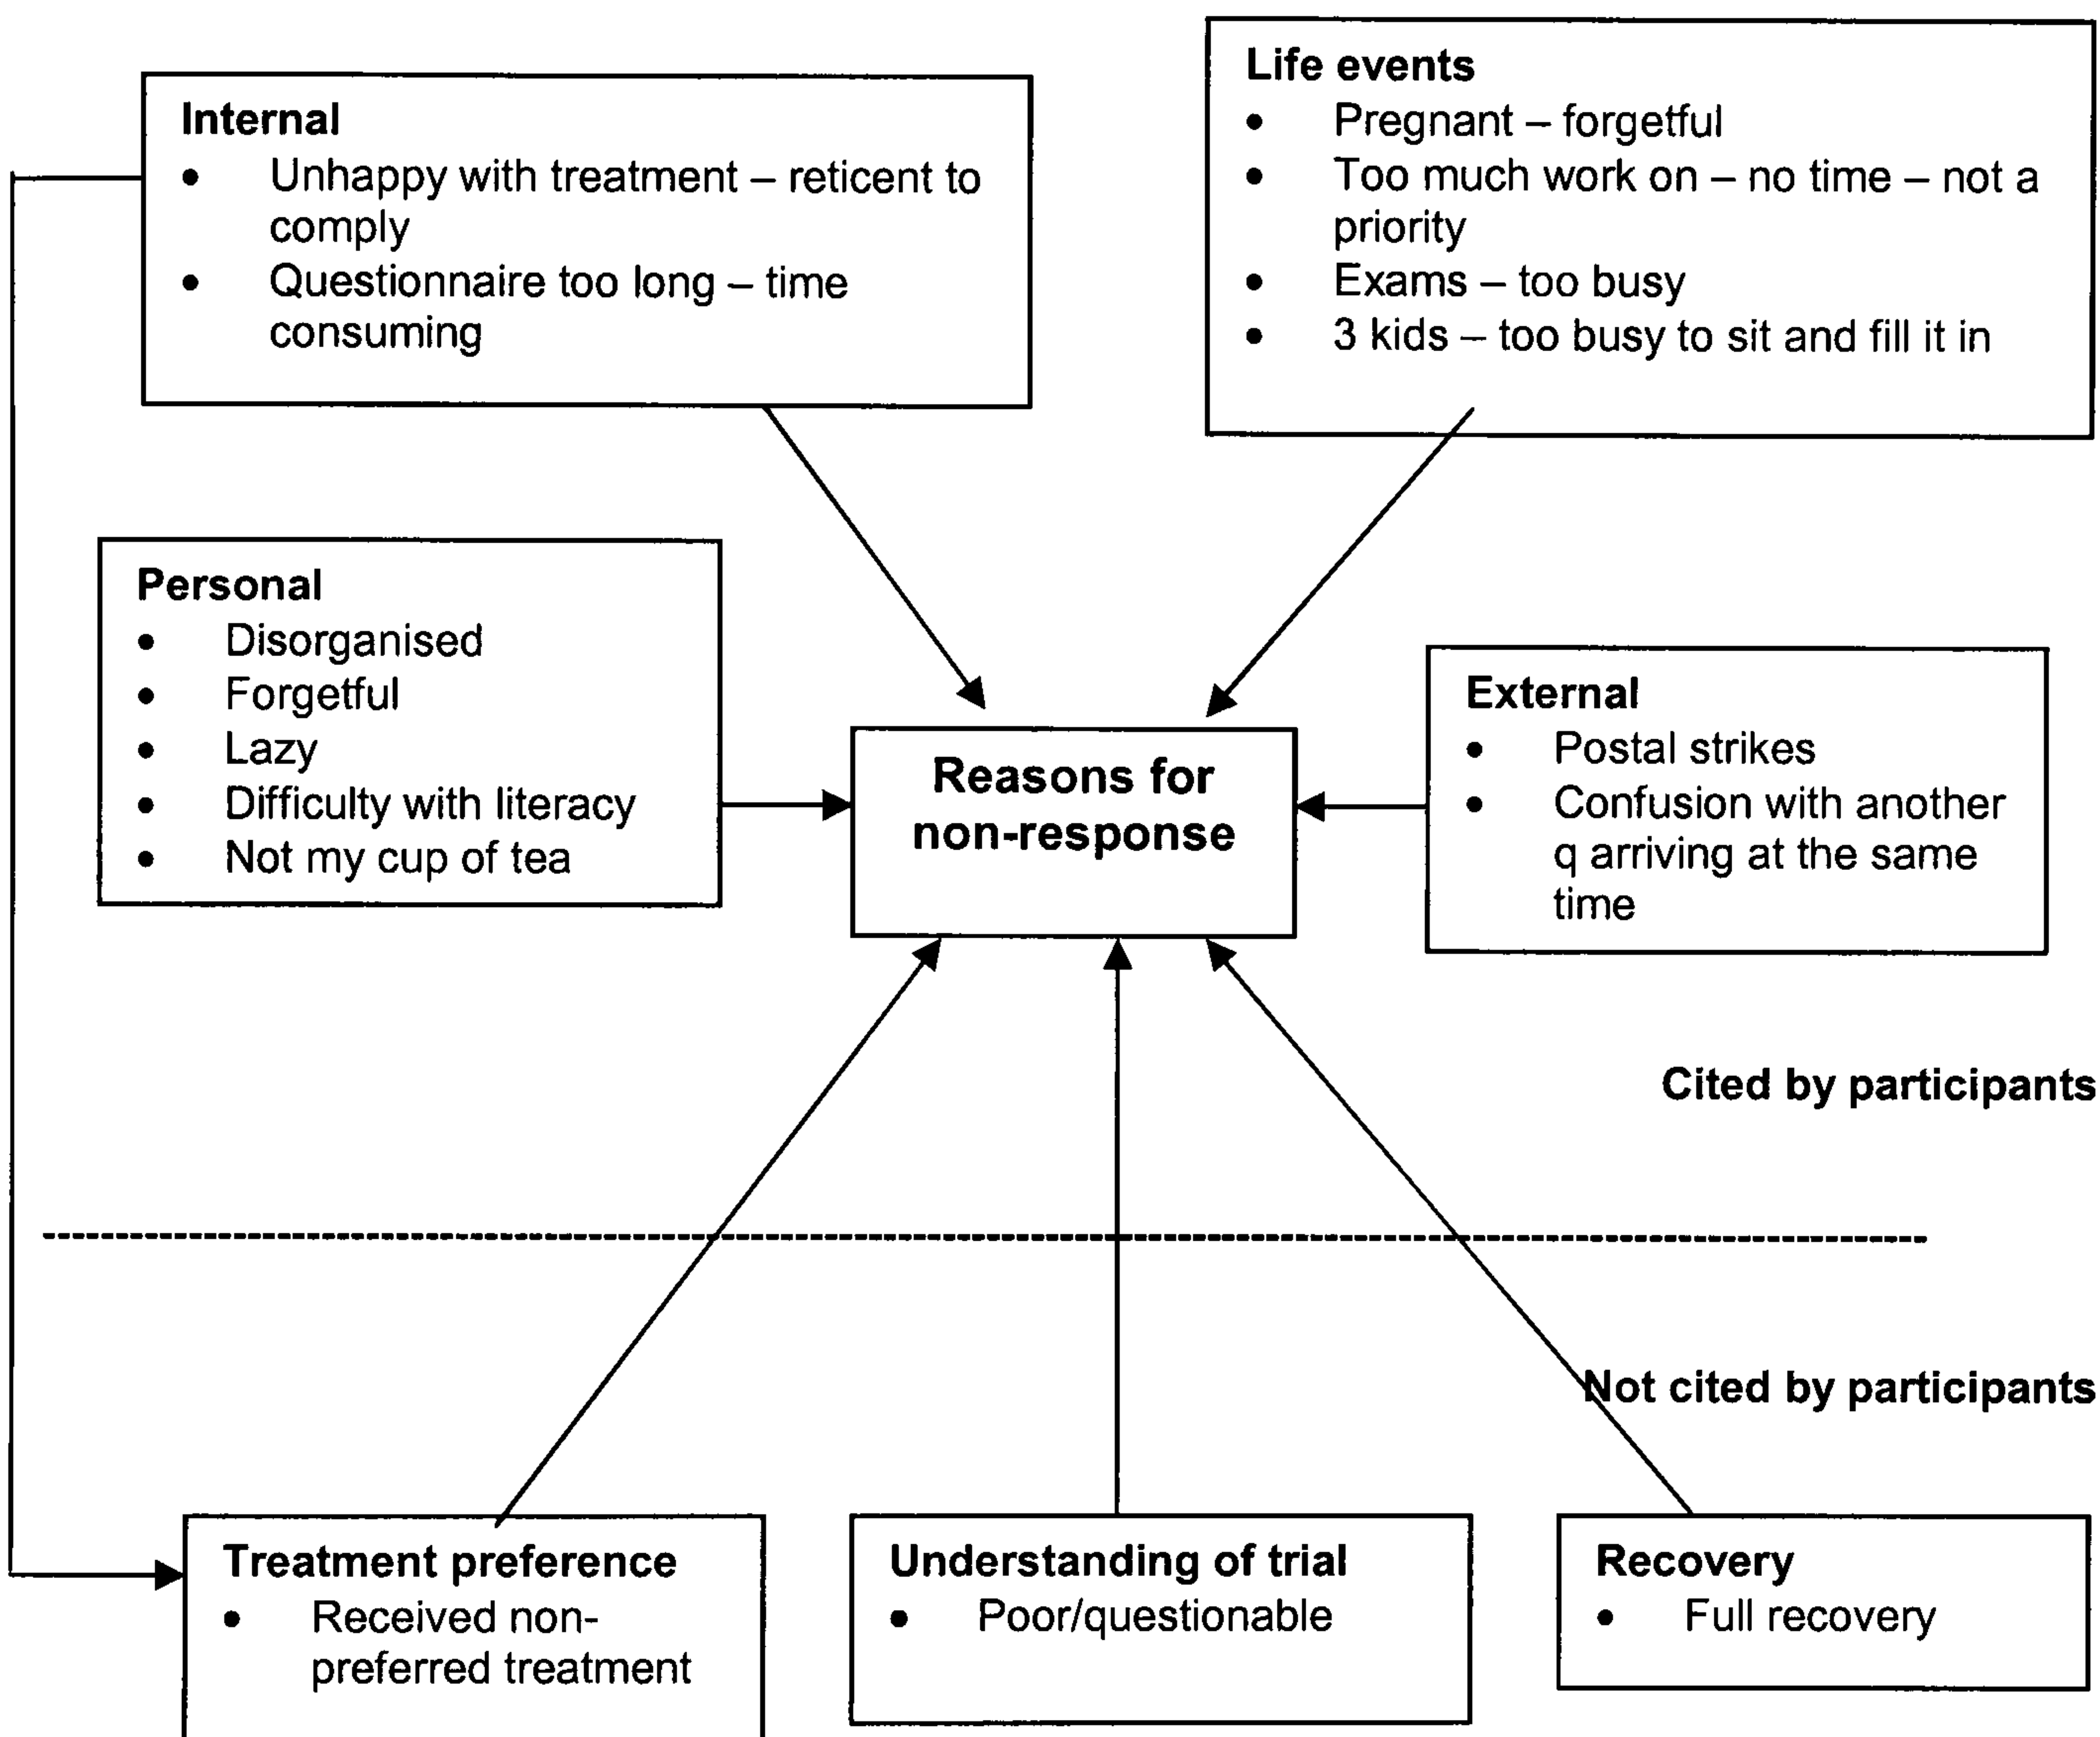 Internal
• Unhappy with treatment – reticent to
comply
• Questionnaire too long – time
consuming
Life events
• Pregnant – forgetful
• Too much work on – no time – not a
priority
• Exams – too busy
• 3 kids – too busy to sit and fill it in
Personal
• Disorganised
• Forgetful
• Lazy
• Difficulty with literacy
• Not my cup of tea
Reasons for
non-response
External
• Postal strikes
• Confusion with another
q arriving at the same
time
Cited by participants
Not cited by participants
Treatment preference
• Received non-
preferred treatment
Understanding of trial
• Poor/questionable
Recovery
• Full recovery